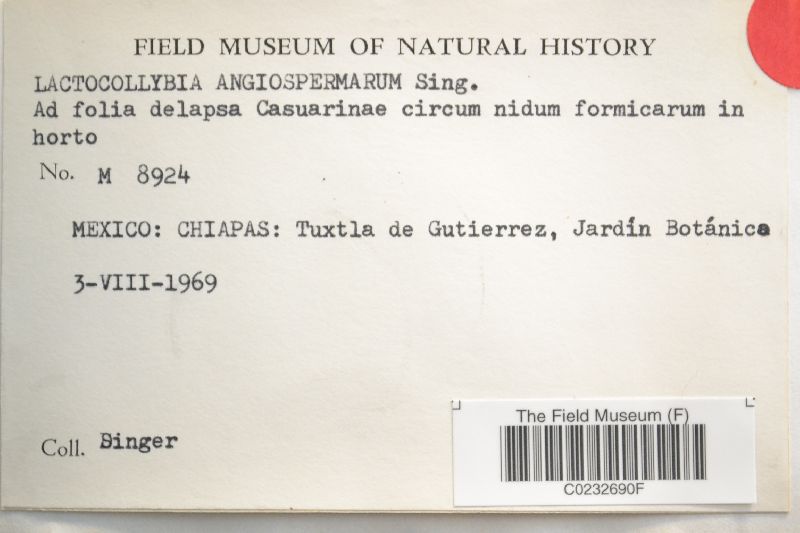 FIELD MUSEUM OF NATURAL HISTORY
LACTOCOLLYBIA ANGIOSPERMARUM Sing.
Ad folia delapsa Casuarinae circum nidum formicarum in
horto
No. M 8924
MEXICO: CHIAPAS: Tuxtla de Gutierrez, Jardín Botánico
3-VIII-1969
Coll. Singer
The Field Museum (F)
C0232690F